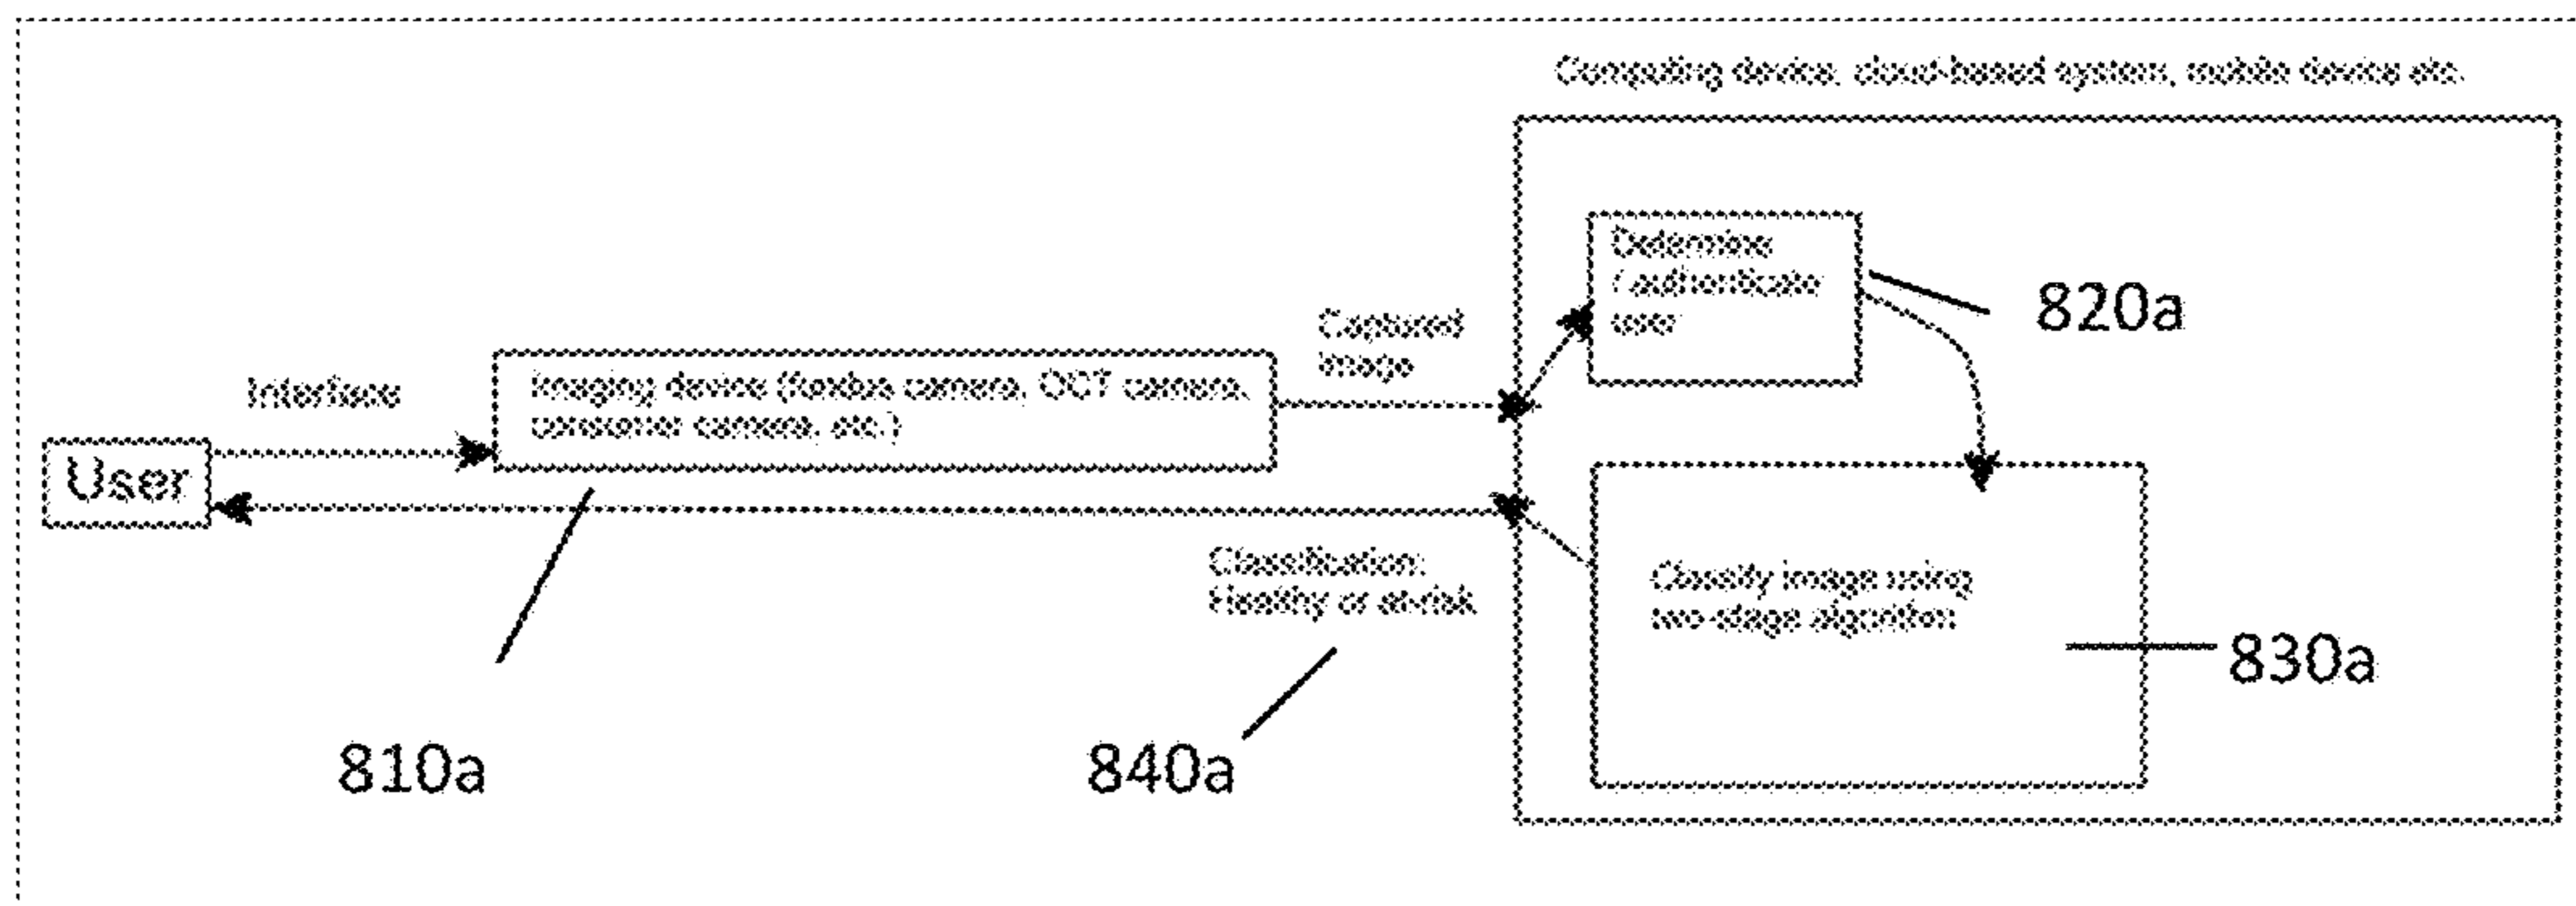 Computing device, cloud-based system, mobile device etc.
Determine
/ authenticate
user
820a
Captured
image
Interface
Imaging device (fundus camera, OCT camera,
consumer camera, etc.)
User
Classification:
Healthy or at-risk
Classify image using
two-stage algorithm
830a
810a
840a